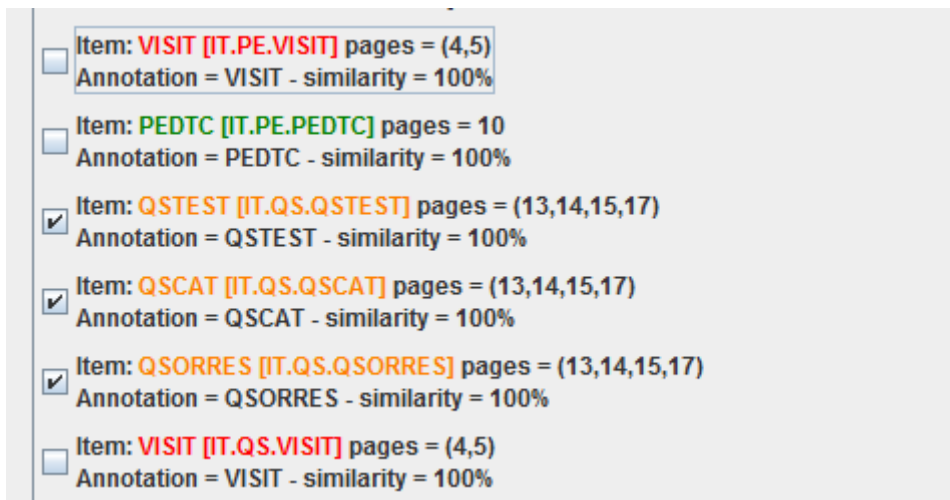 Item: VISIT [IT.PE.VISIT] pages = (4,5)
Annotation = VISIT - similarity = 100%
Item: PEDTC [IT.PE.PEDTC] pages = 10
Annotation = PEDTC - similarity = 100%
Item: QSTEST [IT.QS.QSTEST] pages = (13,14,15,17)
Annotation = QSTEST - similarity = 100%
Item: QSCAT [IT.QS.QSCAT] pages = (13,14,15,17)
Annotation = QSCAT - similarity = 100%
Item: QSORRES [IT.QS.QSORRES] pages = (13,14,15,17)
Annotation = QSORRES - similarity = 100%
Item: VISIT [IT.QS.VISIT] pages = (4,5)
Annotation = VISIT - similarity = 100%